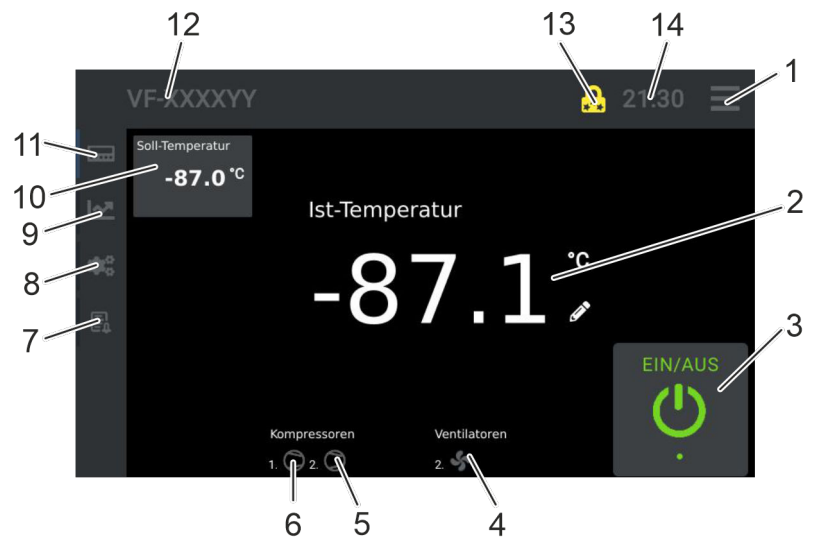 12 13 14 1
VF-XXXXYY 21:30
11
Soll-Temperatur
10 -87.0 °C
9
Ist-Temperatur
2
-87.1 °C
8
7
3
EIN/AUS
Kompressoren Ventilatoren
1. 2. 2.
6 5 4